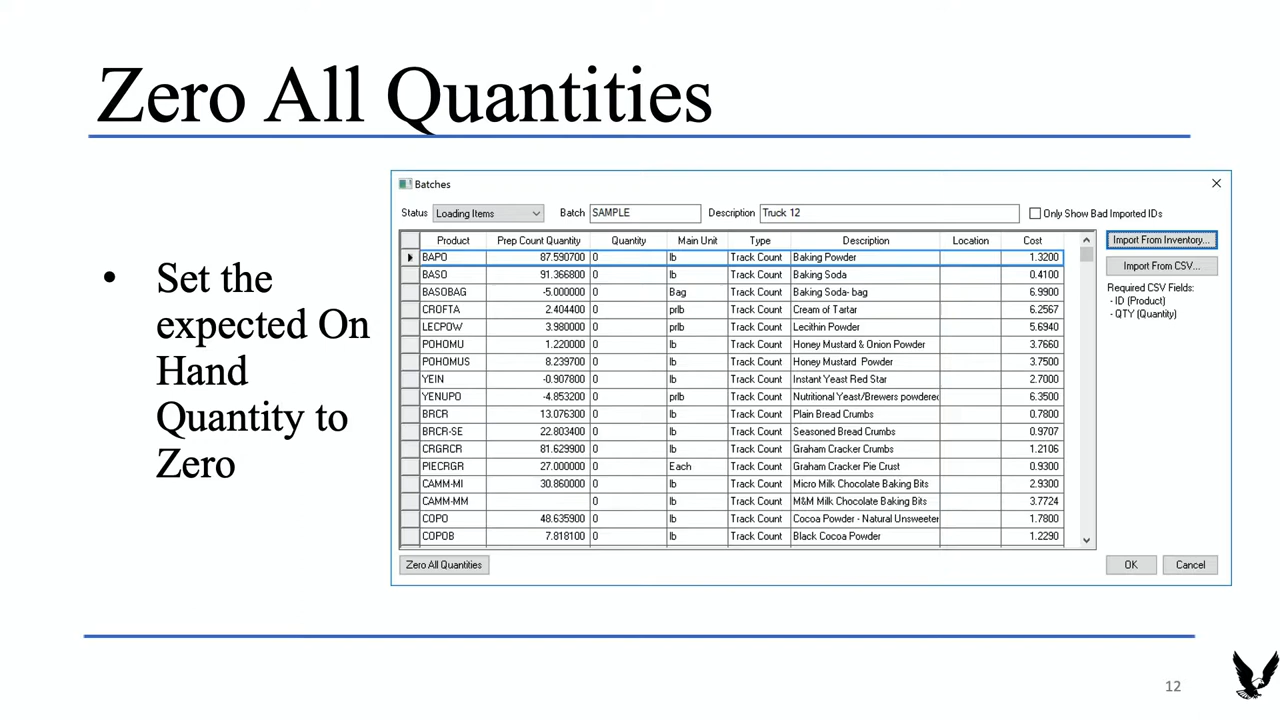 Zero All Quantities
• Set the
expected On
Hand
Quantity to
Zero
Batches
Status Loading Items Batch SAMPLE Description Truck 12 Only Show Bad Imported IDs
Product Prep Count Quantity Quantity Main Unit Type Description Location Cost
BAPO 87.590700 0 lb Track Count Baking Powder 1.3200
BASO 91.366800 0 lb Track Count Baking Soda 0.4100
BASOBAG -5.000000 0 Bag Track Count Baking Soda- bag 6.9900
CROFTA 2.404400 0 prlb Track Count Cream of Tartar 6.2567
LECPOW 3.980000 0 prlb Track Count Lecithin Powder 5.6940
POHOMU 1.220000 0 lb Track Count Honey Mustard & Onion Powder 3.7660
POHOMUS 8.239700 0 lb Track Count Honey Mustard Powder 3.7500
YEIN -0.907800 0 lb Track Count Instant Yeast Red Star 2.7000
YENUPO -4.853200 0 prlb Track Count Nutritional Yeast/Brewers powdered 6.3500
BRCR 13.076300 0 lb Track Count Plain Bread Crumbs 0.7800
BRCR-SE 22.803400 0 lb Track Count Seasoned Bread Crumbs 0.9707
CRGRCR 81.629900 0 lb Track Count Graham Cracker Crumbs 1.2106
PIECRGR 27.000000 0 Each Track Count Graham Cracker Pie Crust 0.9300
CAMM-MI 30.860000 0 lb Track Count Micro Milk Chocolate Baking Bits 2.9300
CAMM-MM 0 lb Track Count M&M Milk Chocolate Baking Bits 3.7724
COPO 48.635900 0 lb Track Count Cocoa Powder - Natural Unsweeter 1.7800
COPOB 7.818100 0 lb Track Count Black Cocoa Powder 1.2290
Import From Inventory...
Import From CSV...
Required CSV Fields:
- ID (Product)
- QTY (Quantity)
Zero All Quantities OK Cancel
12